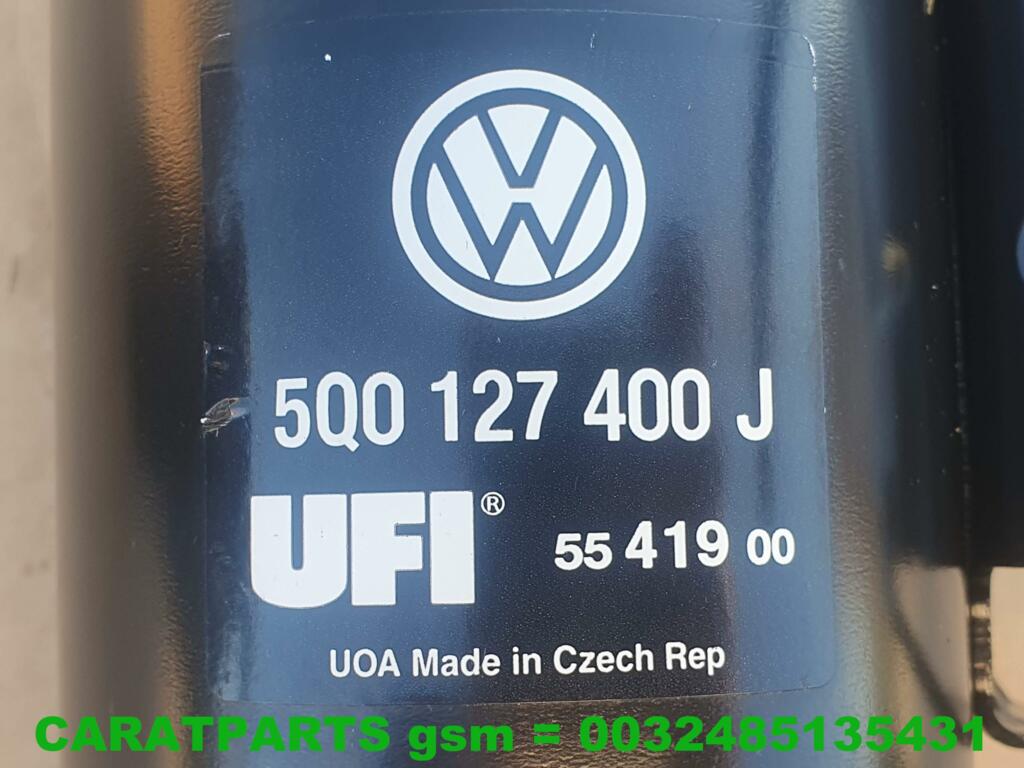 5Q0 127 400 J
UFI® 55 419 00
UOA Made in Czech Rep
CARATPARTS gsm = 0032485135431